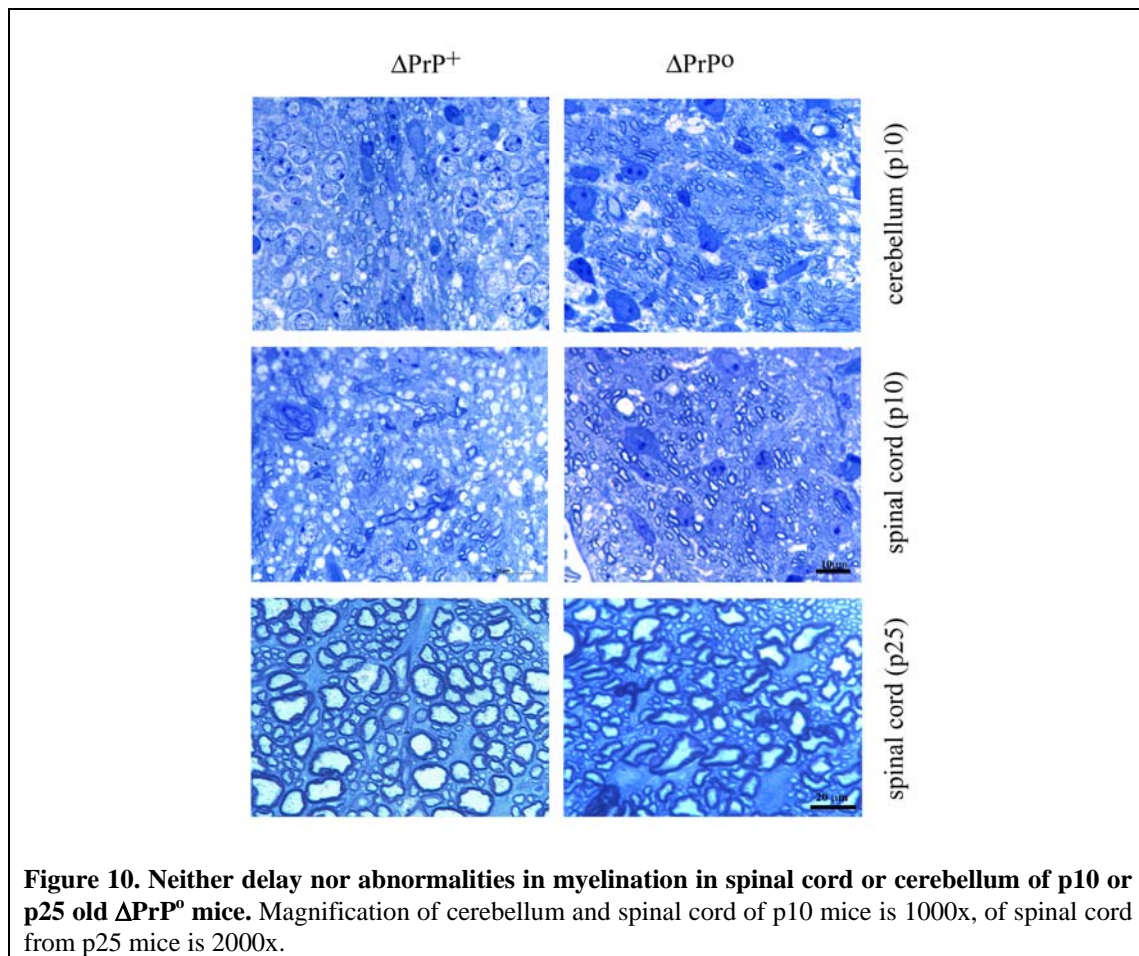 ΔPrP⁺ ΔPrPº
cerebellum (p10)
spinal cord (p10)
10 μm
spinal cord (p25)
20 μm
Figure 10. Neither delay nor abnormalities in myelination in spinal cord or cerebellum of p10 or
p25 old ΔPrPº mice. Magnification of cerebellum and spinal cord of p10 mice is 1000x, of spinal cord
from p25 mice is 2000x.